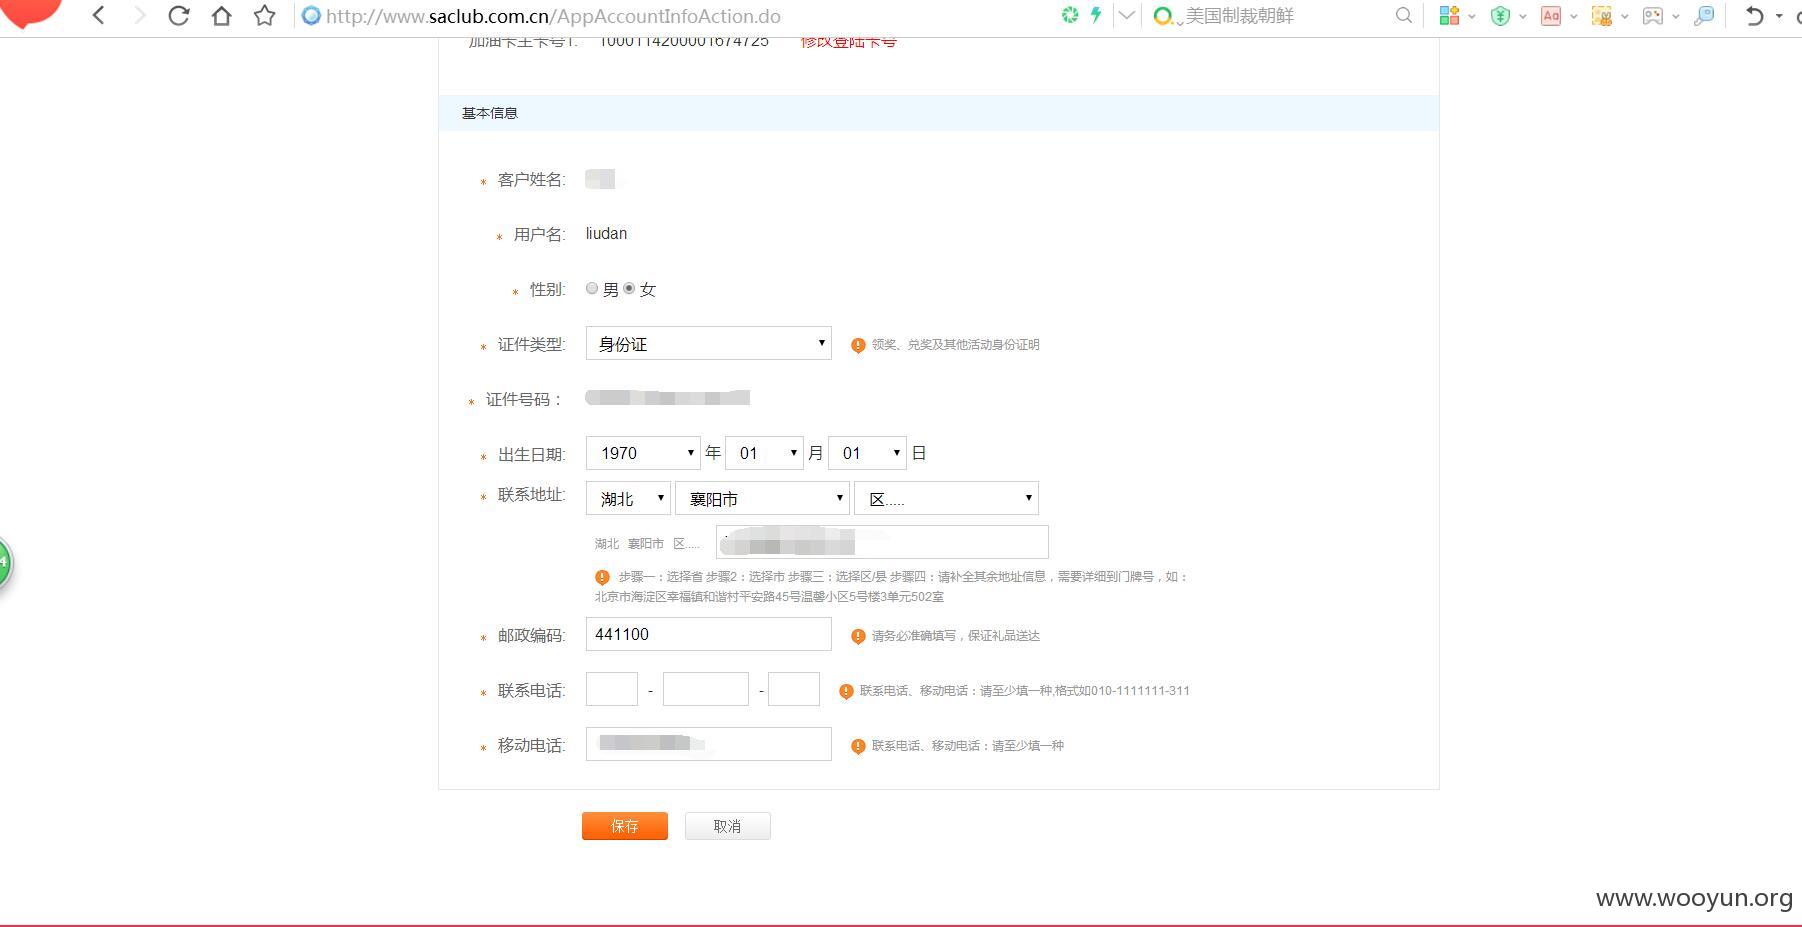 http://www.saclub.com.cn/AppAccountInfoAction.do 美国制裁朝鲜
加油卡主卡号1: 1000114200001674725 修改登陆卡号
基本信息
* 客户姓名:
* 用户名: liudan
* 性别: 男 女
* 证件类型: 身份证 领奖、兑奖及其他活动身份证明
* 证件号码：
* 出生日期: 1970 年 01 月 01 日
* 联系地址: 湖北 襄阳市 区.....
湖北 襄阳市 区.....
步骤一：选择省 步骤2：选择市 步骤三：选择区/县 步骤四：请补全其余地址信息，需要详细到门牌号，如：
北京市海淀区幸福镇和谐村平安路45号温馨小区5号楼3单元502室
* 邮政编码: 441100 请务必准确填写，保证礼品送达
* 联系电话: - - 联系电话、移动电话：请至少填一种,格式如010-1111111-311
* 移动电话: 联系电话、移动电话：请至少填一种
保存 取消
www.wooyun.org